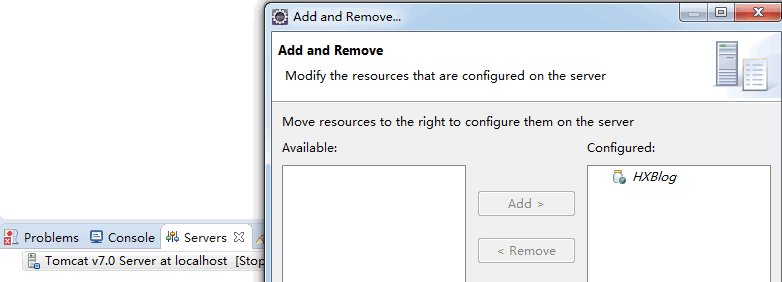 Add and Remove...
Add and Remove
Modify the resources that are configured on the server
Move resources to the right to configure them on the server
Available:
Configured:
HXBlog
Add >
< Remove
Problems
Console
Servers
Tomcat v7.0 Server at localhost [Stop